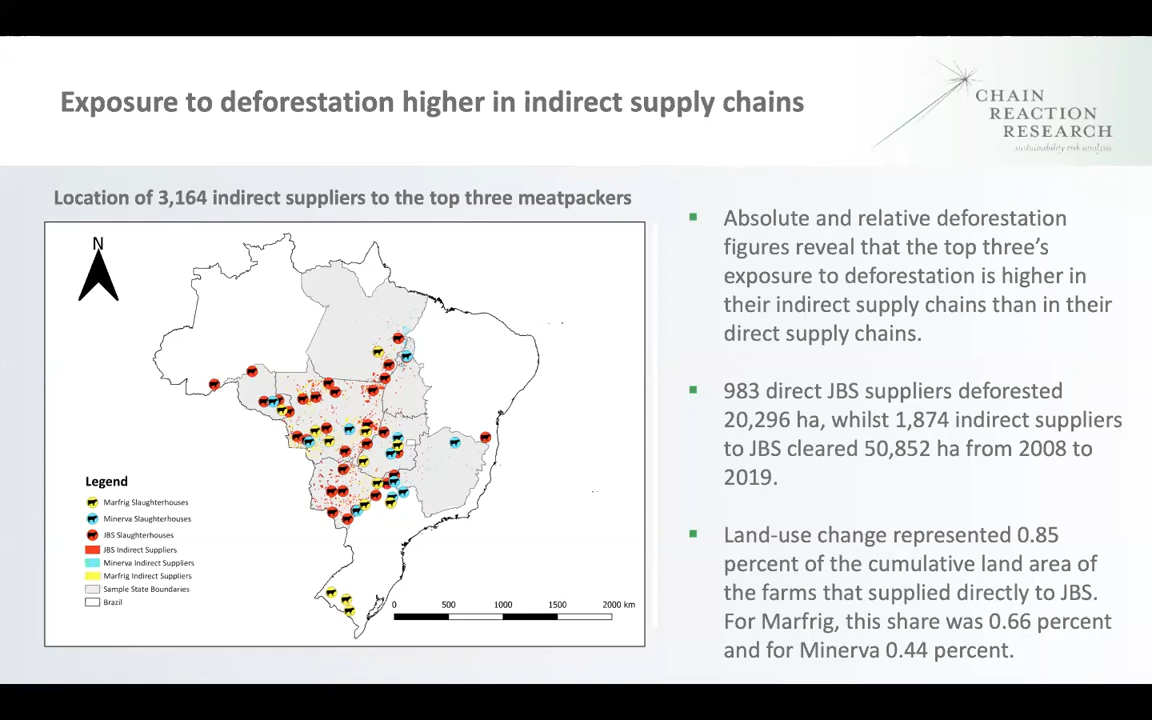 Exposure to deforestation higher in indirect supply chains
CHAIN
REACTION
RESEARCH
...sustainability risk analysis.
Location of 3,164 indirect suppliers to the top three meatpackers
N
Legend
Marfrig Slaughterhouses
Minerva Slaughterhouses
JBS Slaughterhouses
JBS Indirect Suppliers
Minerva Indirect Suppliers
Marfrig Indirect Suppliers
Sample State Boundaries
Brazil
0 500 1000 1500 2000 km
Absolute and relative deforestation
figures reveal that the top three’s
exposure to deforestation is higher in
their indirect supply chains than in their
direct supply chains.
983 direct JBS suppliers deforested
20,296 ha, whilst 1,874 indirect suppliers
to JBS cleared 50,852 ha from 2008 to
2019.
Land-use change represented 0.85
percent of the cumulative land area of
the farms that supplied directly to JBS.
For Marfrig, this share was 0.66 percent
and for Minerva 0.44 percent.